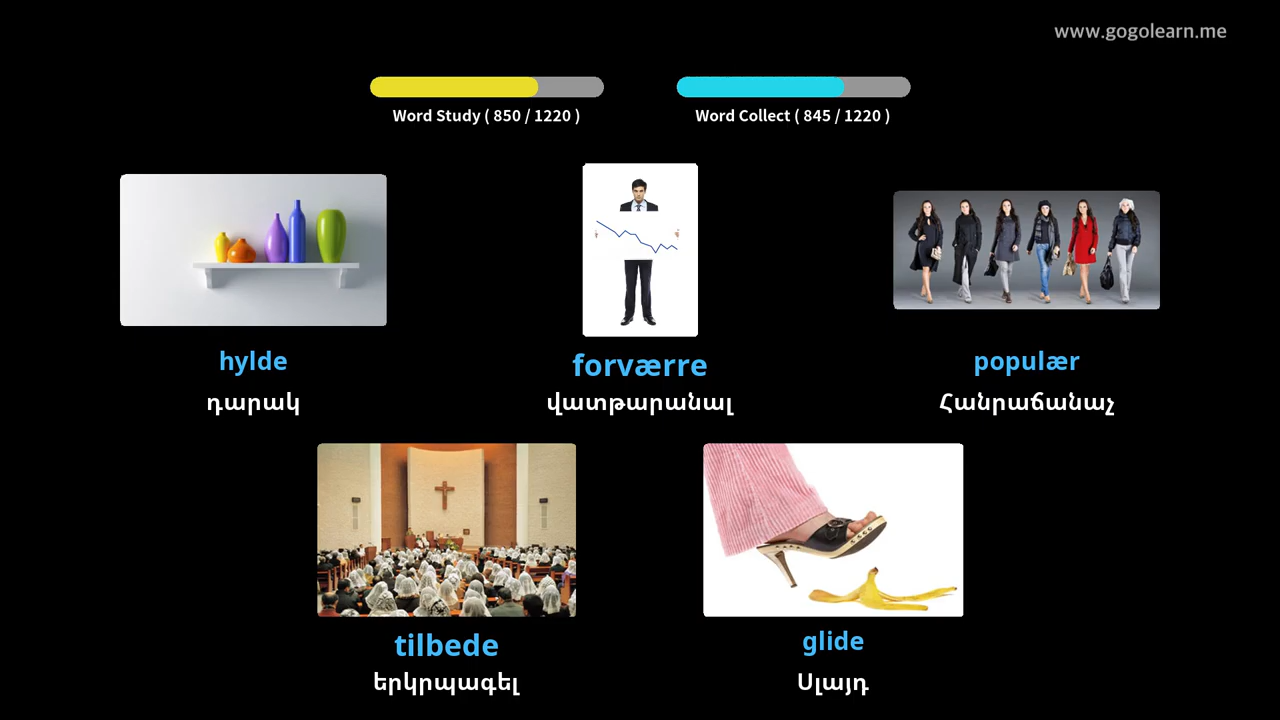 www.gogolearn.me
Word Study ( 850 / 1220 )
Word Collect ( 845 / 1220 )
hylde
դարակ
forværre
վատթարանալ
populær
Հանրաճանաչ
tilbede
երկրպագել
glide
Սլայդ